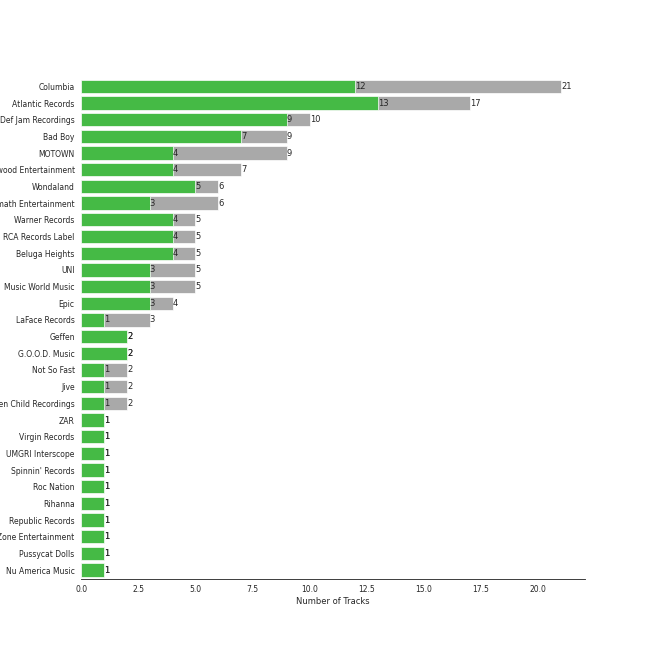 Columbia 12 21
Atlantic Records 13 17
Def Jam Recordings 9 10
Bad Boy 7 9
MOTOWN 4 9
wood Entertainment 4 7
Wondaland 5 6
math Entertainment 3 6
Warner Records 4 5
RCA Records Label 4 5
Beluga Heights 4 5
UNI 3 5
Music World Music 3 5
Epic 3 4
LaFace Records 1 3
Geffen 2
G.O.O.D. Music 2
Not So Fast 1 2
Jive 1 2
en Child Recordings 1 2
ZAR 1
Virgin Records 1
UMGRI Interscope 1
Spinnin' Records 1
Roc Nation 1
Rihanna 1
Republic Records 1
Zone Entertainment 1
Pussycat Dolls 1
Nu America Music 1
0.0 2.5 5.0 7.5 10.0 12.5 15.0 17.5 20.0
Number of Tracks